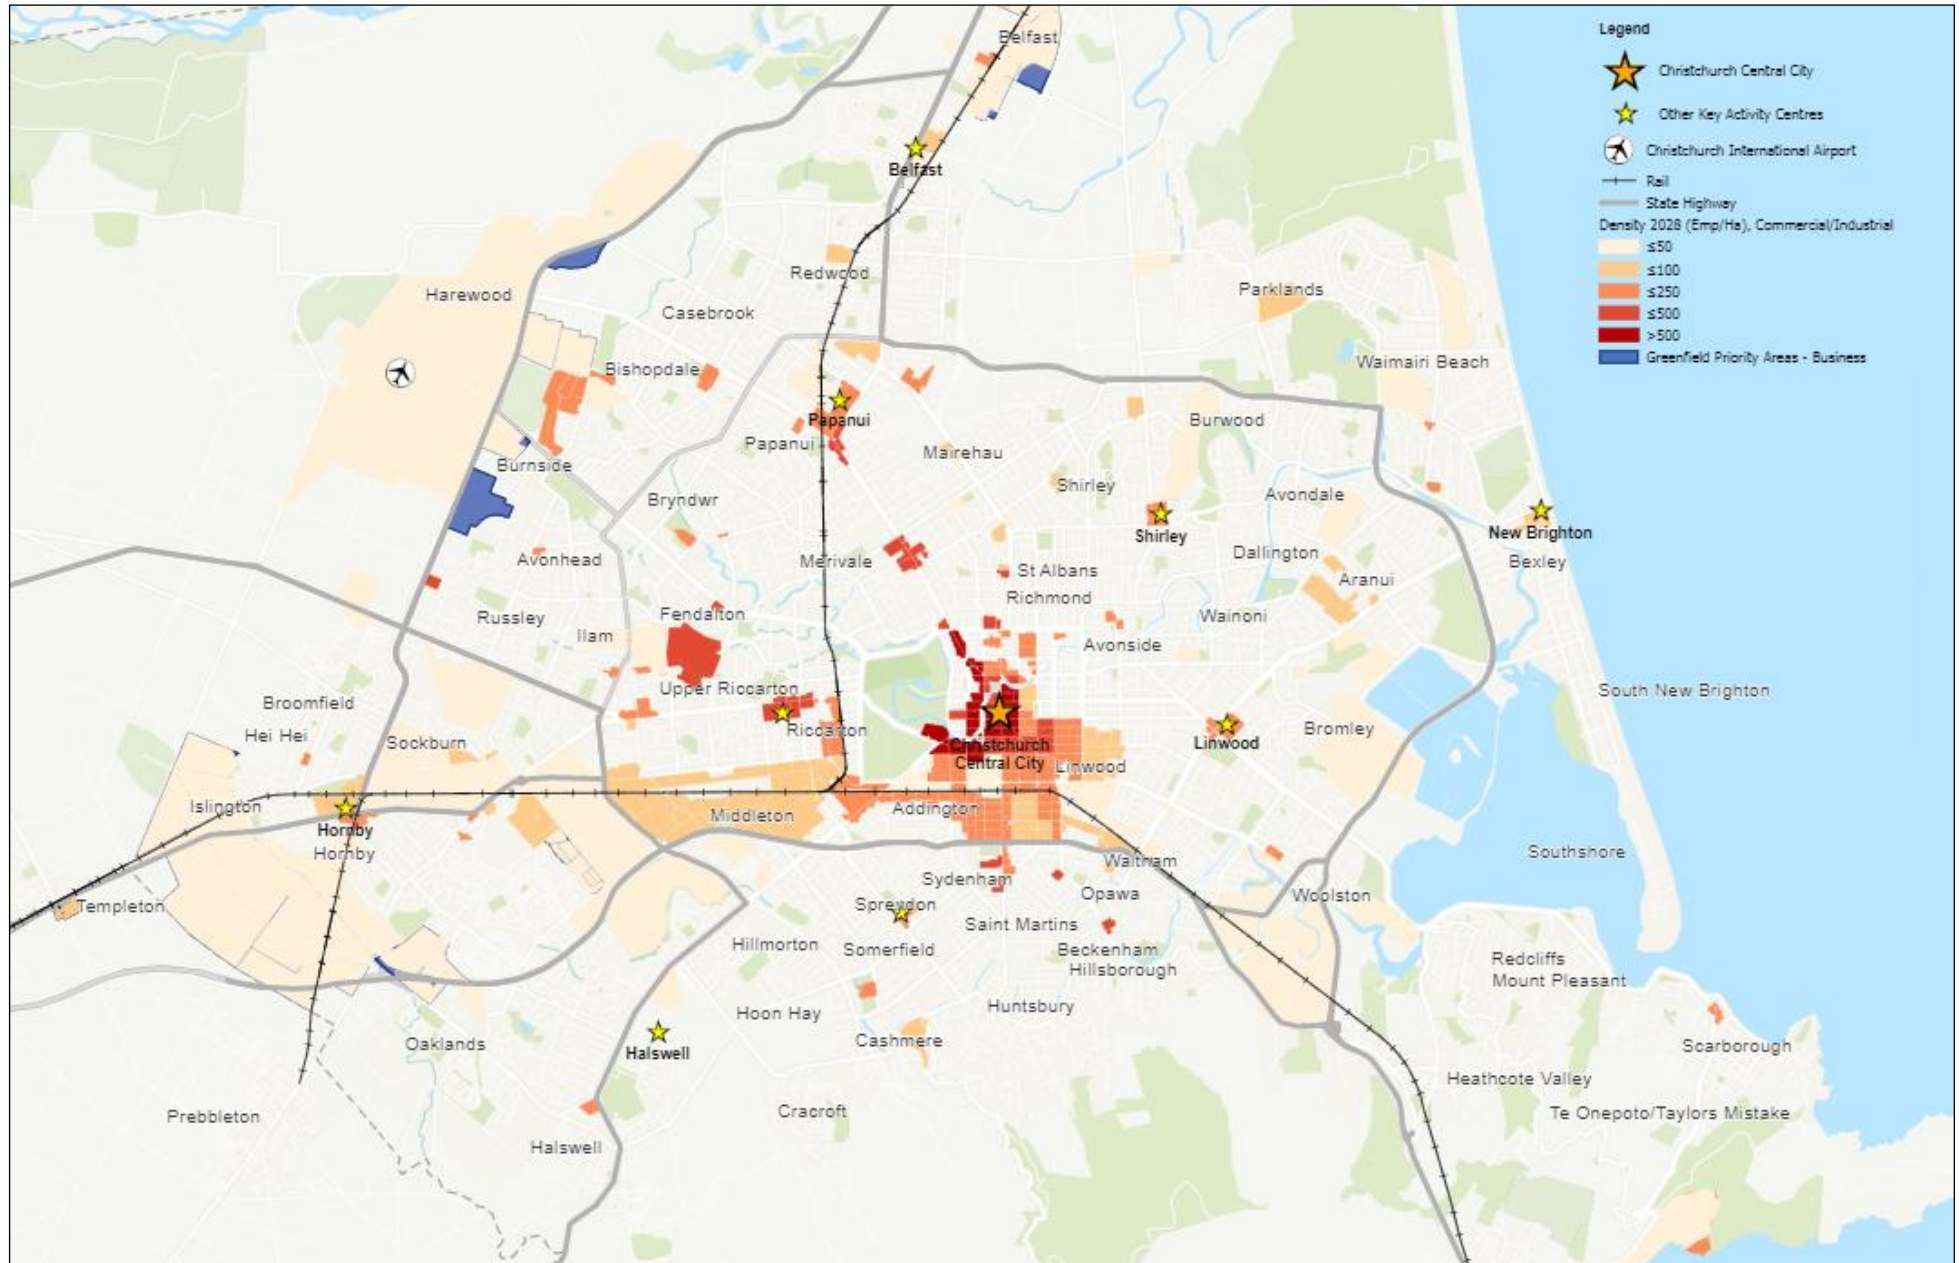 Legend
Christchurch Central City
Other Key Activity Centres
Christchurch International Airport
Rail
State Highway
Density 2028 (Emp/Ha), Commercial/Industrial
≤50
≤100
≤250
≤500
>500
Greenfield Priority Areas - Business
Belfast
Belfast
Redwood
Harewood
Parklands
Casebrook
Waimairi Beach
Bishopdale
Papanui
Burwood
Papanui
Mairehau
Burnside
Shirley
Avondale
Bryndwr
Shirley
New Brighton
Dallington
Avonhead
Merivale
Bexley
St Albans
Aranui
Richmond
Fendalton
Russley
Wainoni
Ilam
Avonside
Upper Riccarton
South New Brighton
Broomfield
Riccarton
Bromley
Hei Hei
Sockburn
Linwood
Christchurch
Central City
Linwood
Islington
Addington
Middleton
Hornby
Hornby
Southshore
Waltham
Sydenham
Opawa
Woolston
Spreydon
Templeton
Saint Martins
Hillmorton
Somerfield
Beckenham
Redcliffs
Hillsborough
Mount Pleasant
Huntsbury
Hoon Hay
Cashmere
Oaklands
Scarborough
Halswell
Heathcote Valley
Cracroft
Te Onepoto/Taylors Mistake
Prebbleton
Halswell